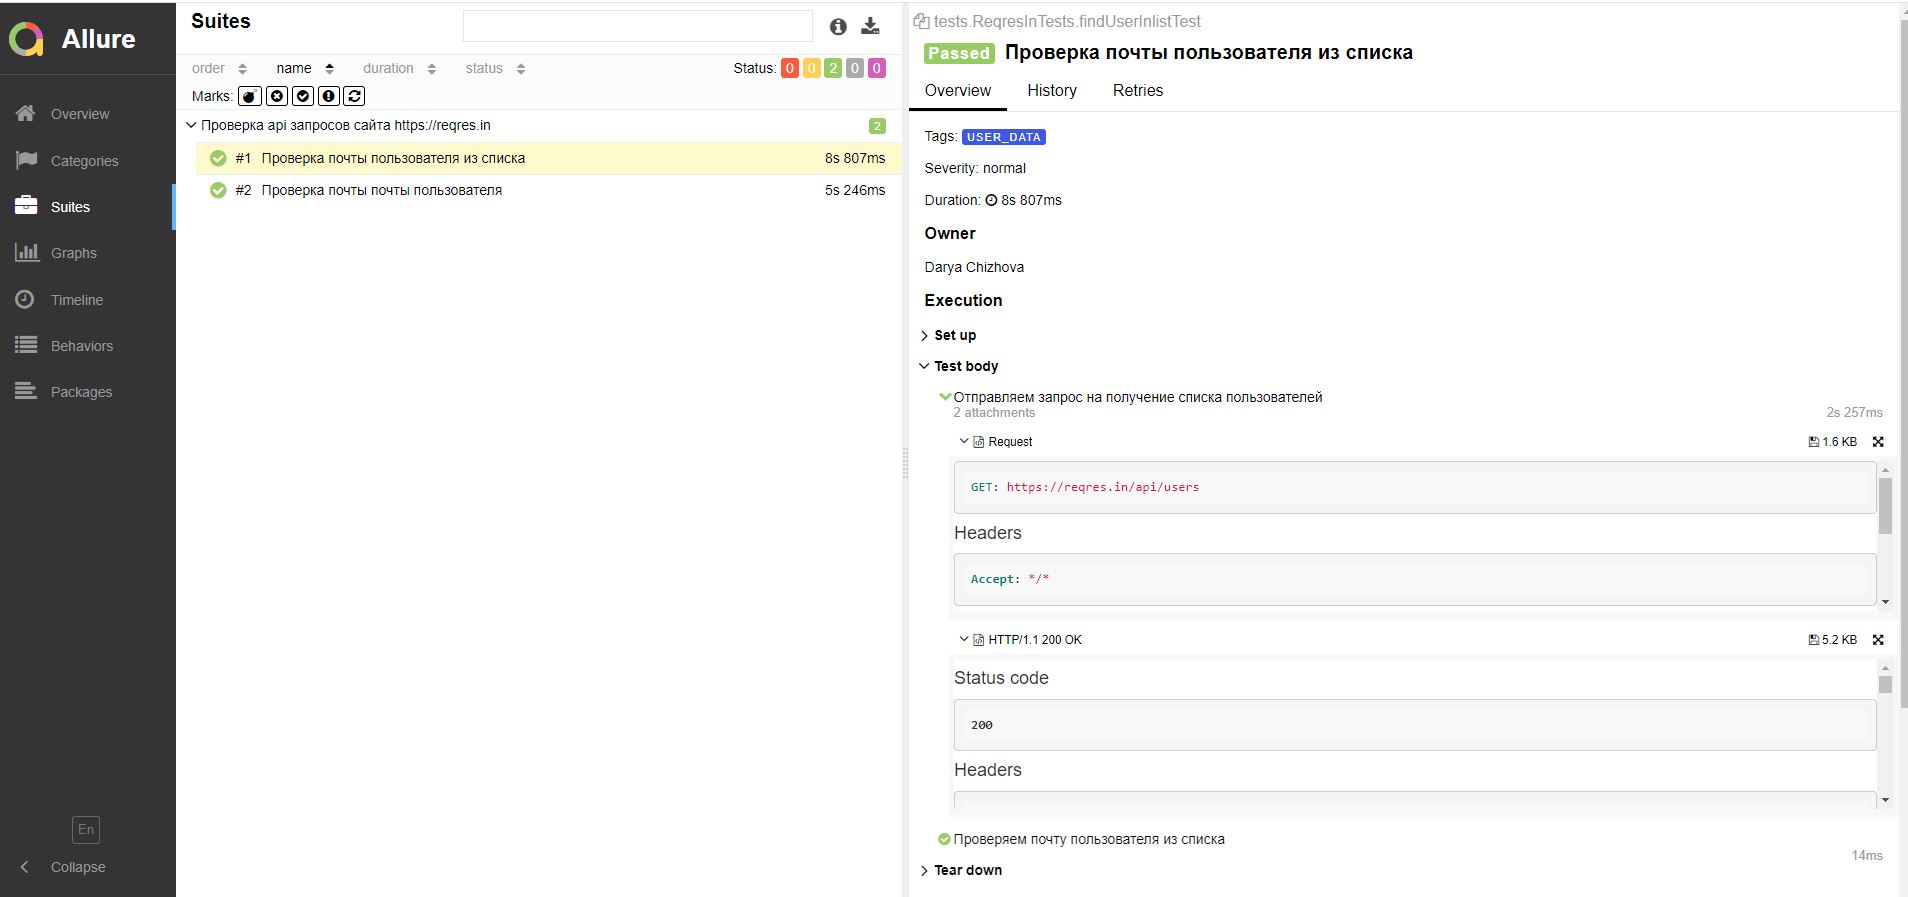 Allure
Overview
Categories
Suites
Graphs
Timeline
Behaviors
Packages
En
Collapse
Suites
order name duration status
Status: 0 0 2 0 0
Marks:
Проверка api запросов сайта https://reqres.in 2
#1 Проверка почты пользователя из списка 8s 807ms
#2 Проверка почты почты пользователя 5s 246ms
tests.ReqresInTests.findUserInlistTest
Passed Проверка почты пользователя из списка
Overview History Retries
Tags: USER_DATA
Severity: normal
Duration: 8s 807ms
Owner
Darya Chizhova
Execution
Set up
Test body
Отправляем запрос на получение списка пользователей
2 attachments 2s 257ms
Request 1.6 KB
GET: https://reqres.in/api/users
Headers
Accept: */*
HTTP/1.1 200 OK 5.2 KB
Status code
200
Headers
Проверяем почту пользователя из списка
14ms
Tear down